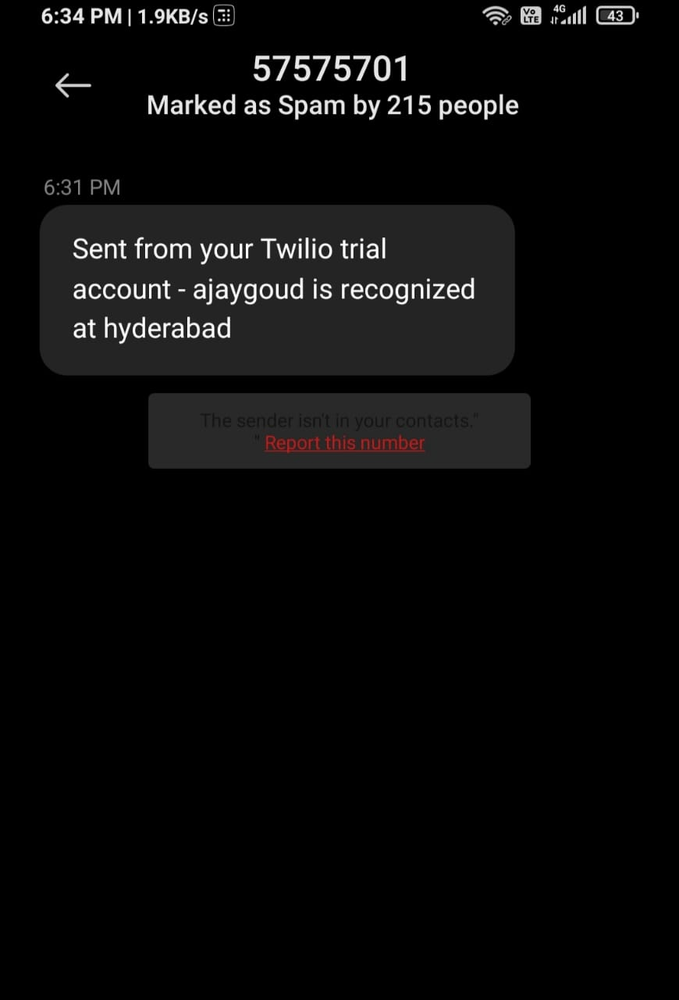 6:34 PM | 1.9KB/s
Vo LTE 4G 43
57575701
Marked as Spam by 215 people
6:31 PM
Sent from your Twilio trial
account - ajaygoud is recognized
at hyderabad
The sender isn't in your contacts."
" Report this number